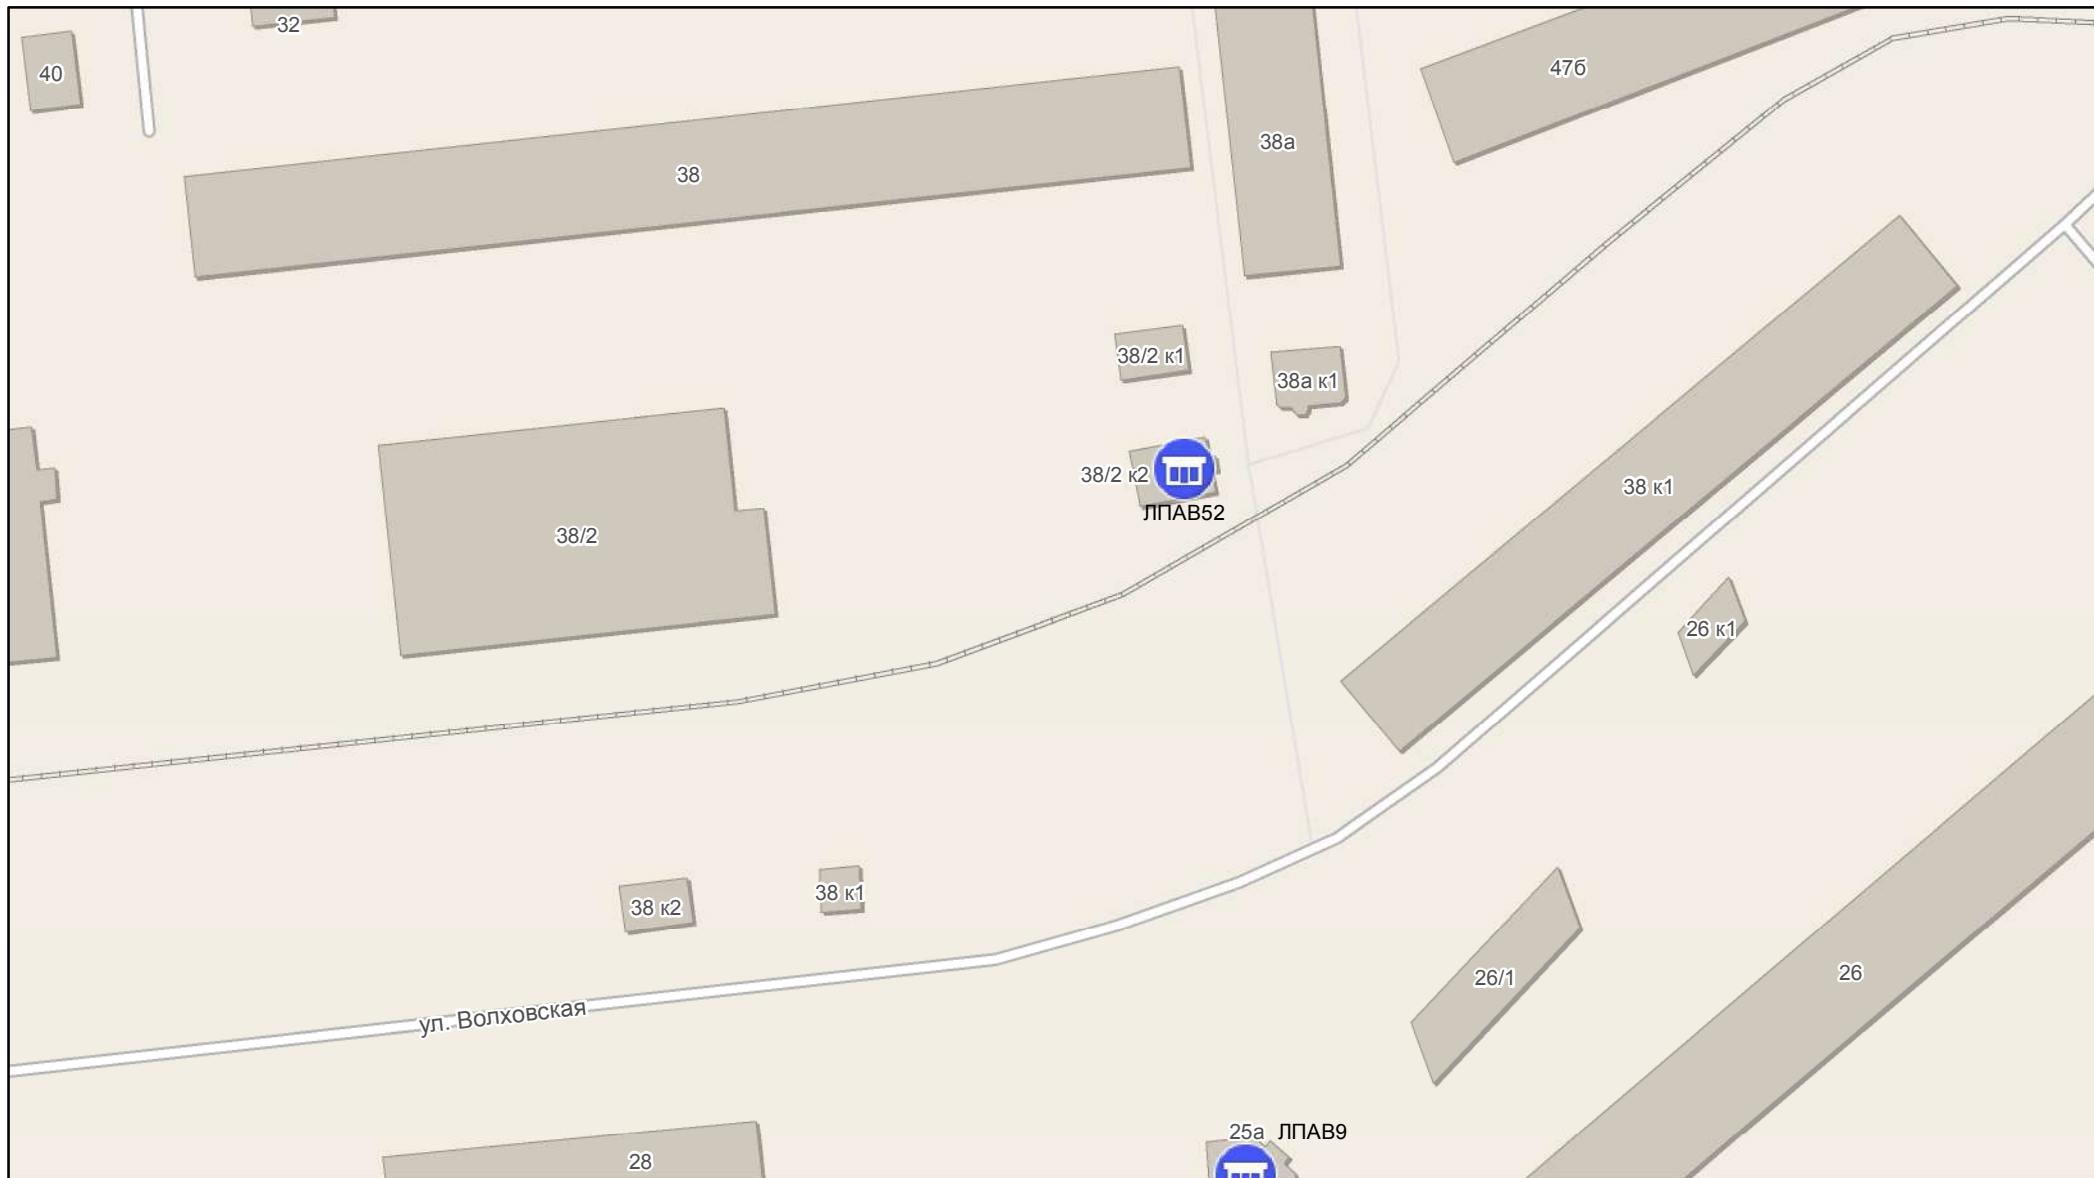 32
40
47б
38а
38
38/2 к1
38а к1
38/2 к2
38 к1
ЛПАВ52
38/2
26 к1
38 к1
38 к2
26/1
26
ул. Волховская
25а ЛПАВ9
28